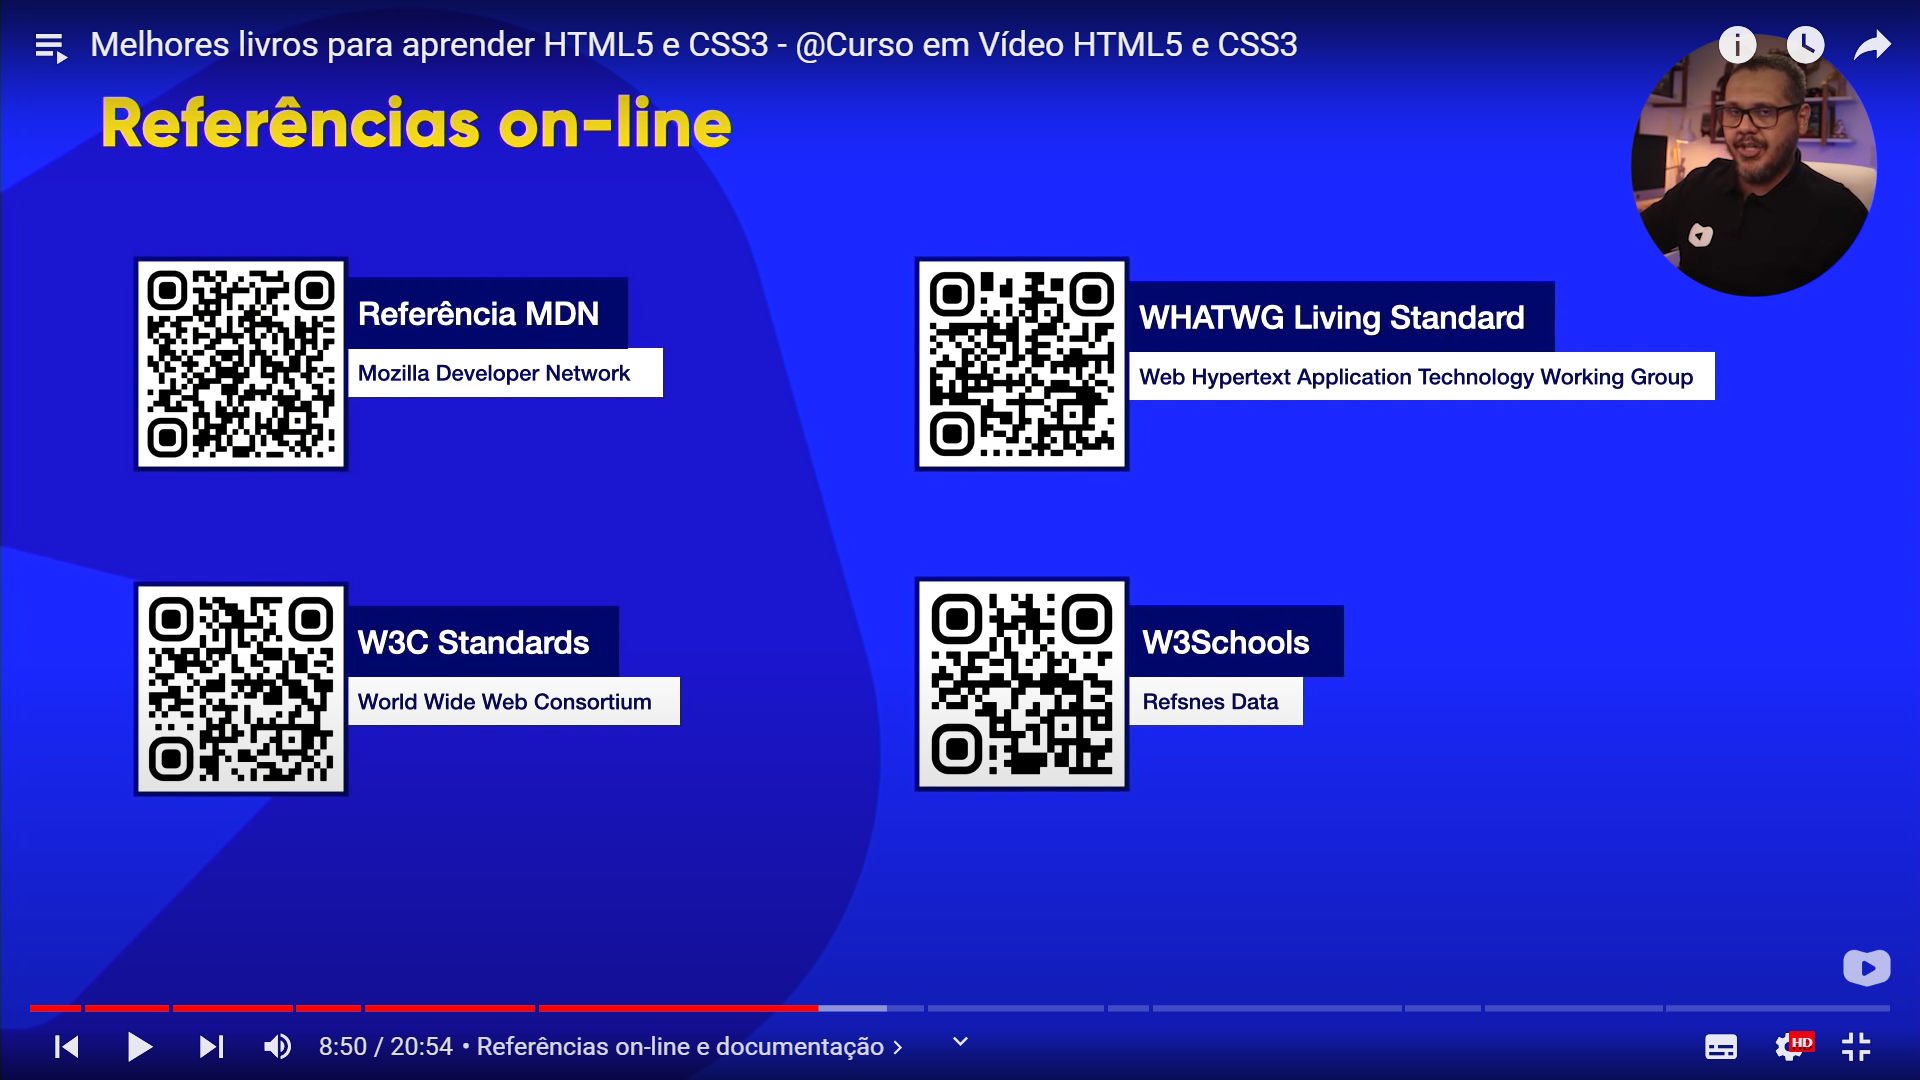 Melhores livros para aprender HTML5 e CSS3 - @Curso em Vídeo HTML5 e CSS3
Referências on-line
Referência MDN
Mozilla Developer Network
WHATWG Living Standard
Web Hypertext Application Technology Working Group
W3C Standards
World Wide Web Consortium
W3Schools
Refsnes Data
8:50 / 20:54 • Referências on-line e documentação
HD